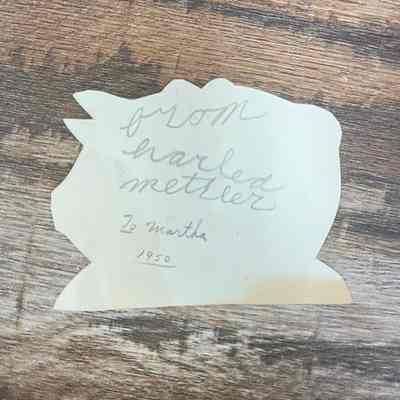 from
harled
mettler
To Martha
1950